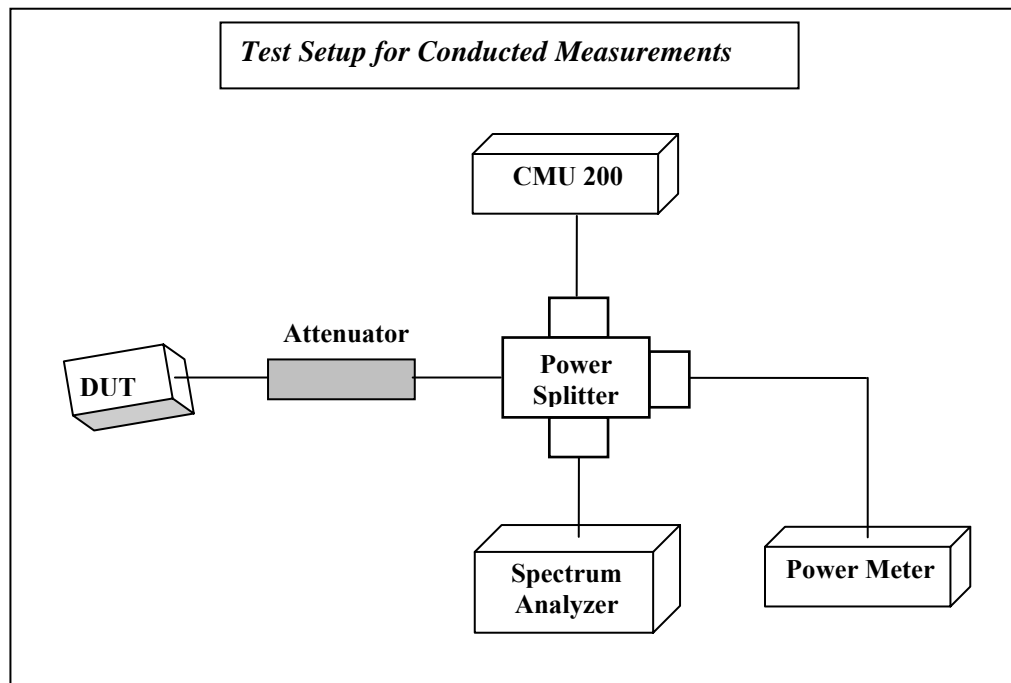 Test Setup for Conducted Measurements
CMU 200
Attenuator
DUT
Power
Splitter
Spectrum
Analyzer
Power Meter